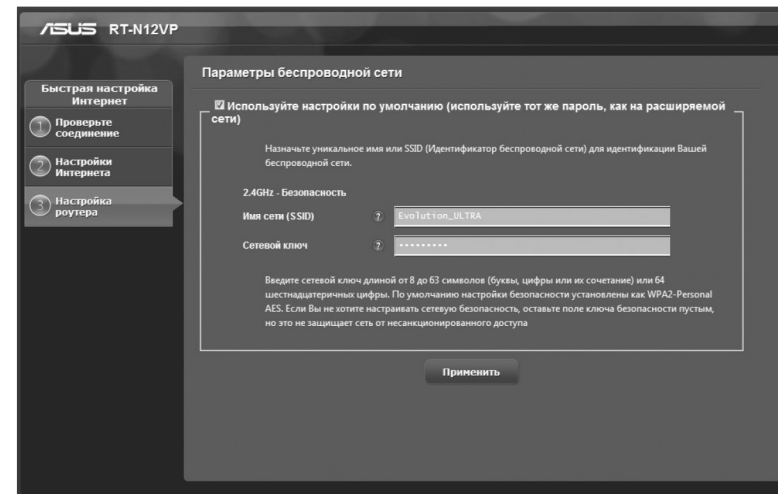 ASUS RT-N12VP
Быстрая настройка
Интернет
1 Проверьте
соединение
2 Настройки
Интернета
3 Настройка
роутера
Параметры беспроводной сети
Используйте настройки по умолчанию (используйте тот же пароль, как на расширяемой
сети)
Назначьте уникальное имя или SSID (Идентификатор беспроводной сети) для идентификации Вашей
беспроводной сети.
2.4GHz - Безопасность
Имя сети (SSID) ? Evolution_ULTRA
Сетевой ключ ? •••••••••
Введите сетевой ключ длиной от 8 до 63 символов (буквы, цифры или их сочетание) или 64
шестнадцатеричных цифры. По умолчанию настройки безопасности установлены как WPA2-Personal
AES. Если Вы не хотите настраивать сетевую безопасность, оставьте поле ключа безопасности пустым,
но это не защищает сеть от несанкционированного доступа
Применить